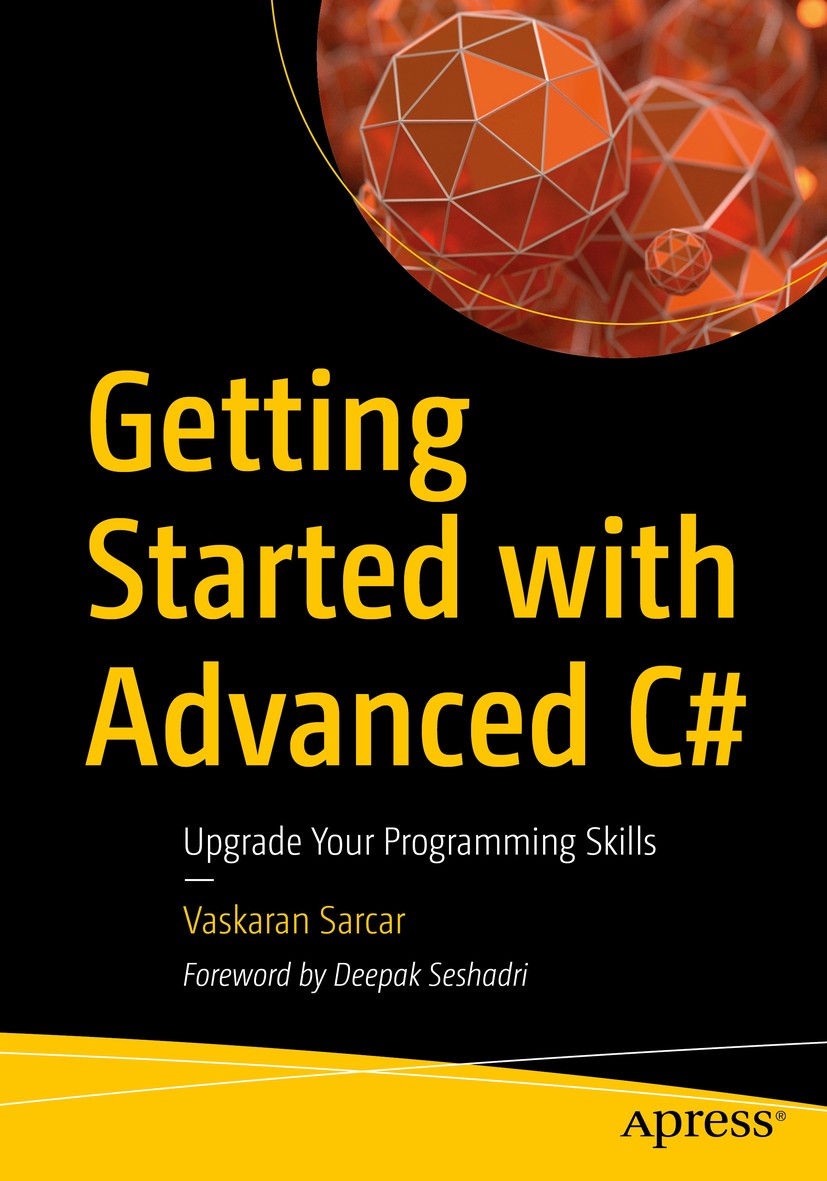 Getting
Started with
Advanced C#
Upgrade Your Programming Skills
Vaskaran Sarcar
Foreword by Deepak Seshadri
Apress®